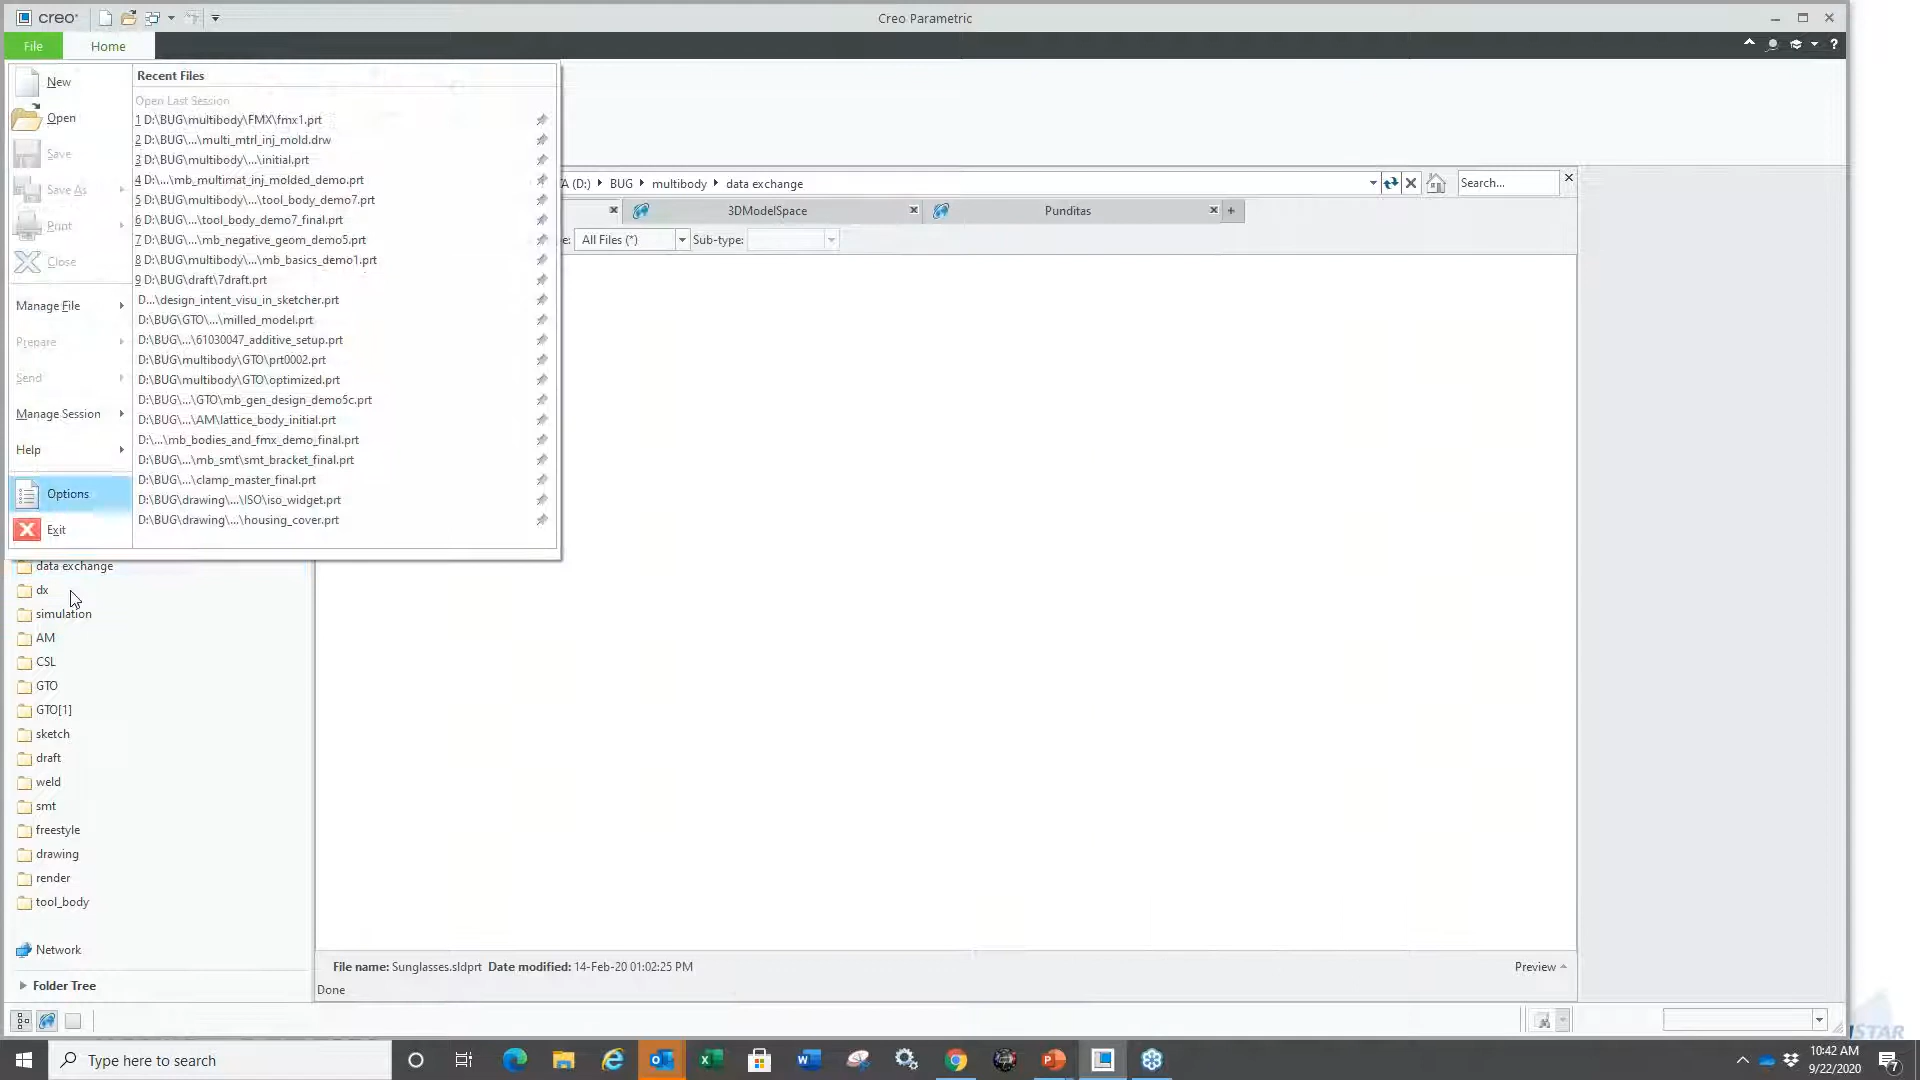 creo®
Creo Parametric
File
Home
?
New
Open
Save
Save As
Print
Close
Manage File
Prepare
Send
Manage Session
Help
Options
Exit
Recent Files
Open Last Session
1 D:\BUG\multibody\FMX\fmx1.prt
2 D:\BUG\...\multi_mtrl_inj_mold.drw
3 D:\BUG\multibody\...\initial.prt
4 D:\...\mb_multimat_inj_molded_demo.prt
5 D:\BUG\multibody\...\tool_body_demo7.prt
6 D:\BUG\...\tool_body_demo7_final.prt
7 D:\BUG\...\mb_negative_geom_demo5.prt
8 D:\BUG\multibody\...\mb_basics_demo1.prt
9 D:\BUG\draft\7draft.prt
D...\design_intent_visu_in_sketcher.prt
D:\BUG\GTO\...\milled_model.prt
D:\BUG\...\61030047_additive_setup.prt
D:\BUG\multibody\GTO\prt0002.prt
D:\BUG\multibody\GTO\optimized.prt
D:\BUG\...\GTO\mb_gen_design_demo5c.prt
D:\BUG\...\AM\lattice_body_initial.prt
D:\...\mb_bodies_and_fmx_demo_final.prt
D:\BUG\...\mb_smt\smt_bracket_final.prt
D:\BUG\...\clamp_master_final.prt
D:\BUG\drawing\...\ISO\iso_widget.prt
D:\BUG\drawing\...\housing_cover.prt
A (D:) BUG multibody data exchange
Search...
3DModelSpace
Punditas
+
e: All Files (*) Sub-type:
data exchange
dx
simulation
AM
CSL
GTO
GTO[1]
sketch
draft
weld
smt
freestyle
drawing
render
tool_body
Network
Folder Tree
File name: Sunglasses.sldprt Date modified: 14-Feb-20 01:02:25 PM
Preview
Done
ISTAR
Type here to search
10:42 AM
9/22/2020
7